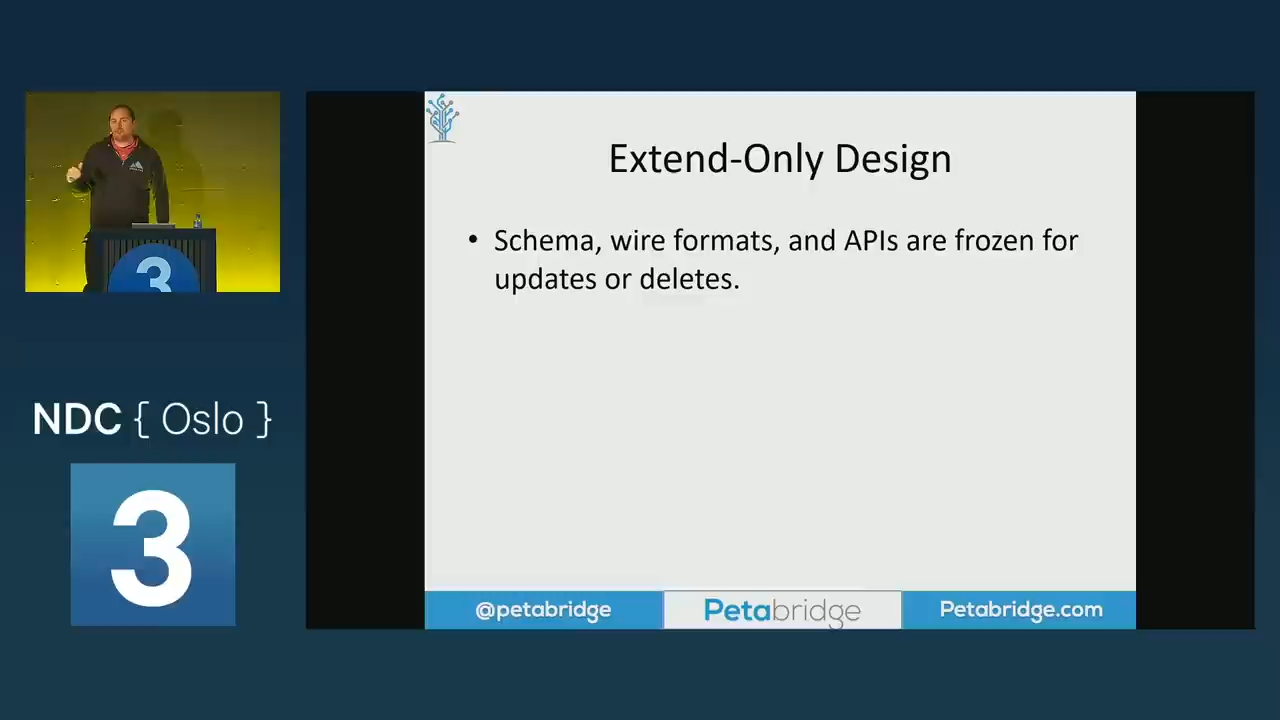 Extend-Only Design
• Schema, wire formats, and APIs are frozen for
updates or deletes.
3
NDC { Oslo }
3
@petabridge
Petabridge
Petabridge.com